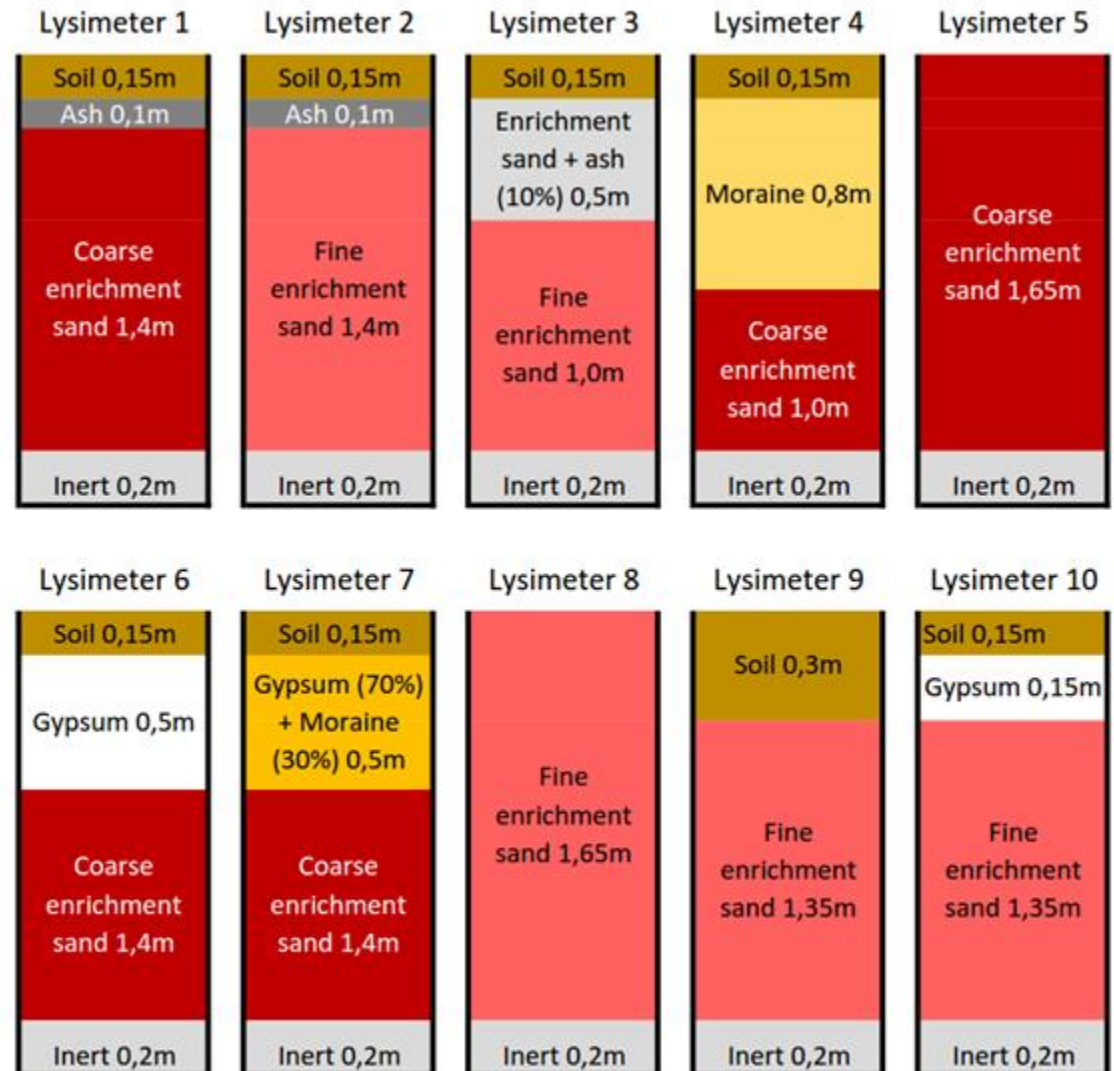 Lysimeter 1
Soil 0,15m
Ash 0,1m
Coarse
enrichment
sand 1,4m
Inert 0,2m
Lysimeter 2
Soil 0,15m
Ash 0,1m
Fine
enrichment
sand 1,4m
Inert 0,2m
Lysimeter 3
Soil 0,15m
Enrichment
sand + ash
(10%) 0,5m
Fine
enrichment
sand 1,0m
Inert 0,2m
Lysimeter 4
Soil 0,15m
Moraine 0,8m
Coarse
enrichment
sand 1,0m
Inert 0,2m
Lysimeter 5
Coarse
enrichment
sand 1,65m
Inert 0,2m
Lysimeter 6
Soil 0,15m
Gypsum 0,5m
Coarse
enrichment
sand 1,4m
Inert 0,2m
Lysimeter 7
Soil 0,15m
Gypsum (70%)
+ Moraine
(30%) 0,5m
Coarse
enrichment
sand 1,4m
Inert 0,2m
Lysimeter 8
Fine
enrichment
sand 1,65m
Inert 0,2m
Lysimeter 9
Soil 0,3m
Fine
enrichment
sand 1,35m
Inert 0,2m
Lysimeter 10
Soil 0,15m
Gypsum 0,15m
Fine
enrichment
sand 1,35m
Inert 0,2m